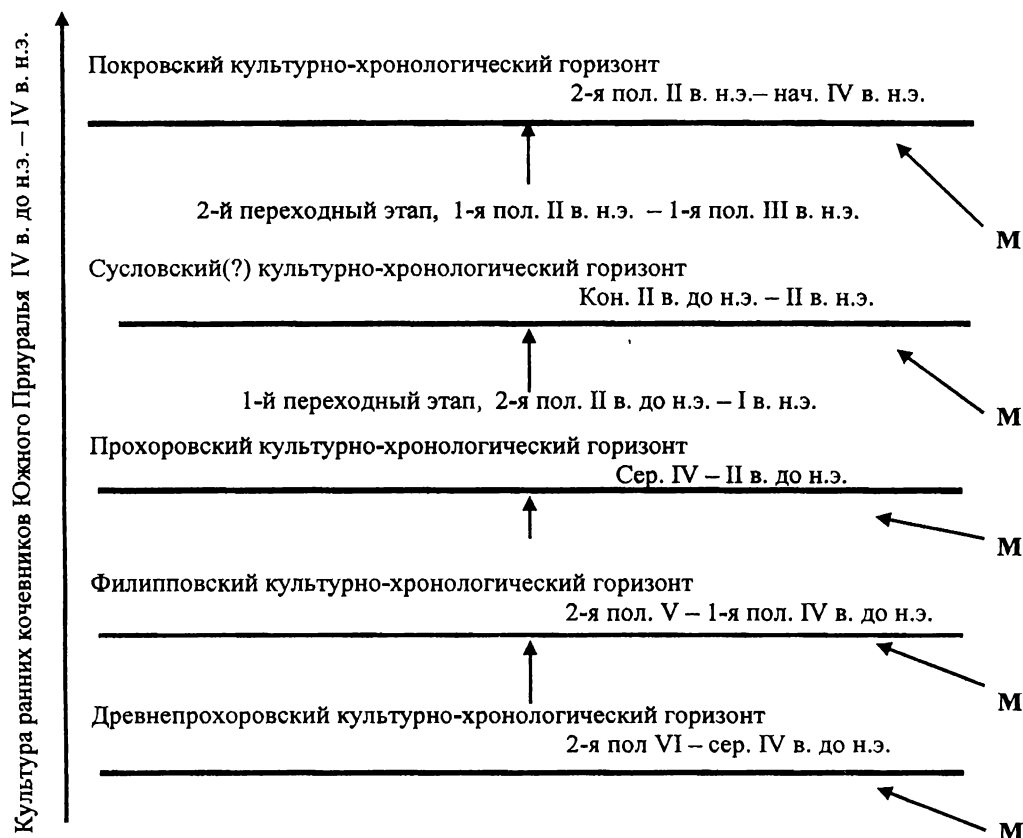 Культура ранних кочевников Южного Приуралья IV в. до н.э. – IV в. н.э.
Покровский культурно-хронологический горизонт
2-я пол. II в. н.э.– нач. IV в. н.э.
2-й переходный этап, 1-я пол. II в. н.э. – 1-я пол. III в. н.э.
М
Сусловский(?) культурно-хронологический горизонт
Кон. II в. до н.э. – II в. н.э.
1-й переходный этап, 2-я пол. II в. до н.э. – I в. н.э.
М
Прохоровский культурно-хронологический горизонт
Сер. IV – II в. до н.э.
М
Филипповский культурно-хронологический горизонт
2-я пол. V – 1-я пол. IV в. до н.э.
М
Древнепрохоровский культурно-хронологический горизонт
2-я пол VI – сер. IV в. до н.э.
М